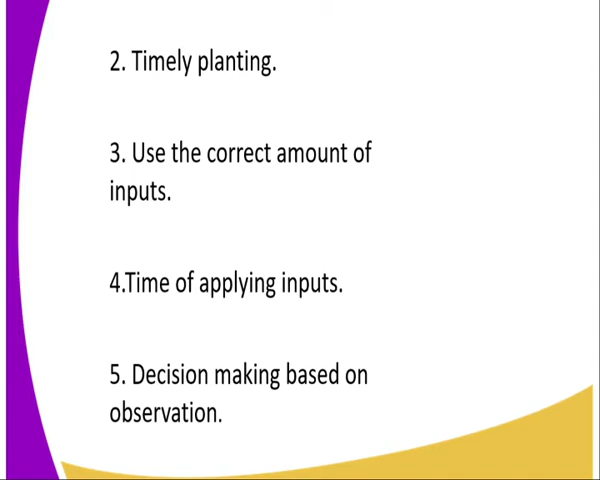 2. Timely planting.
3. Use the correct amount of
inputs.
4.Time of applying inputs.
5. Decision making based on
observation.